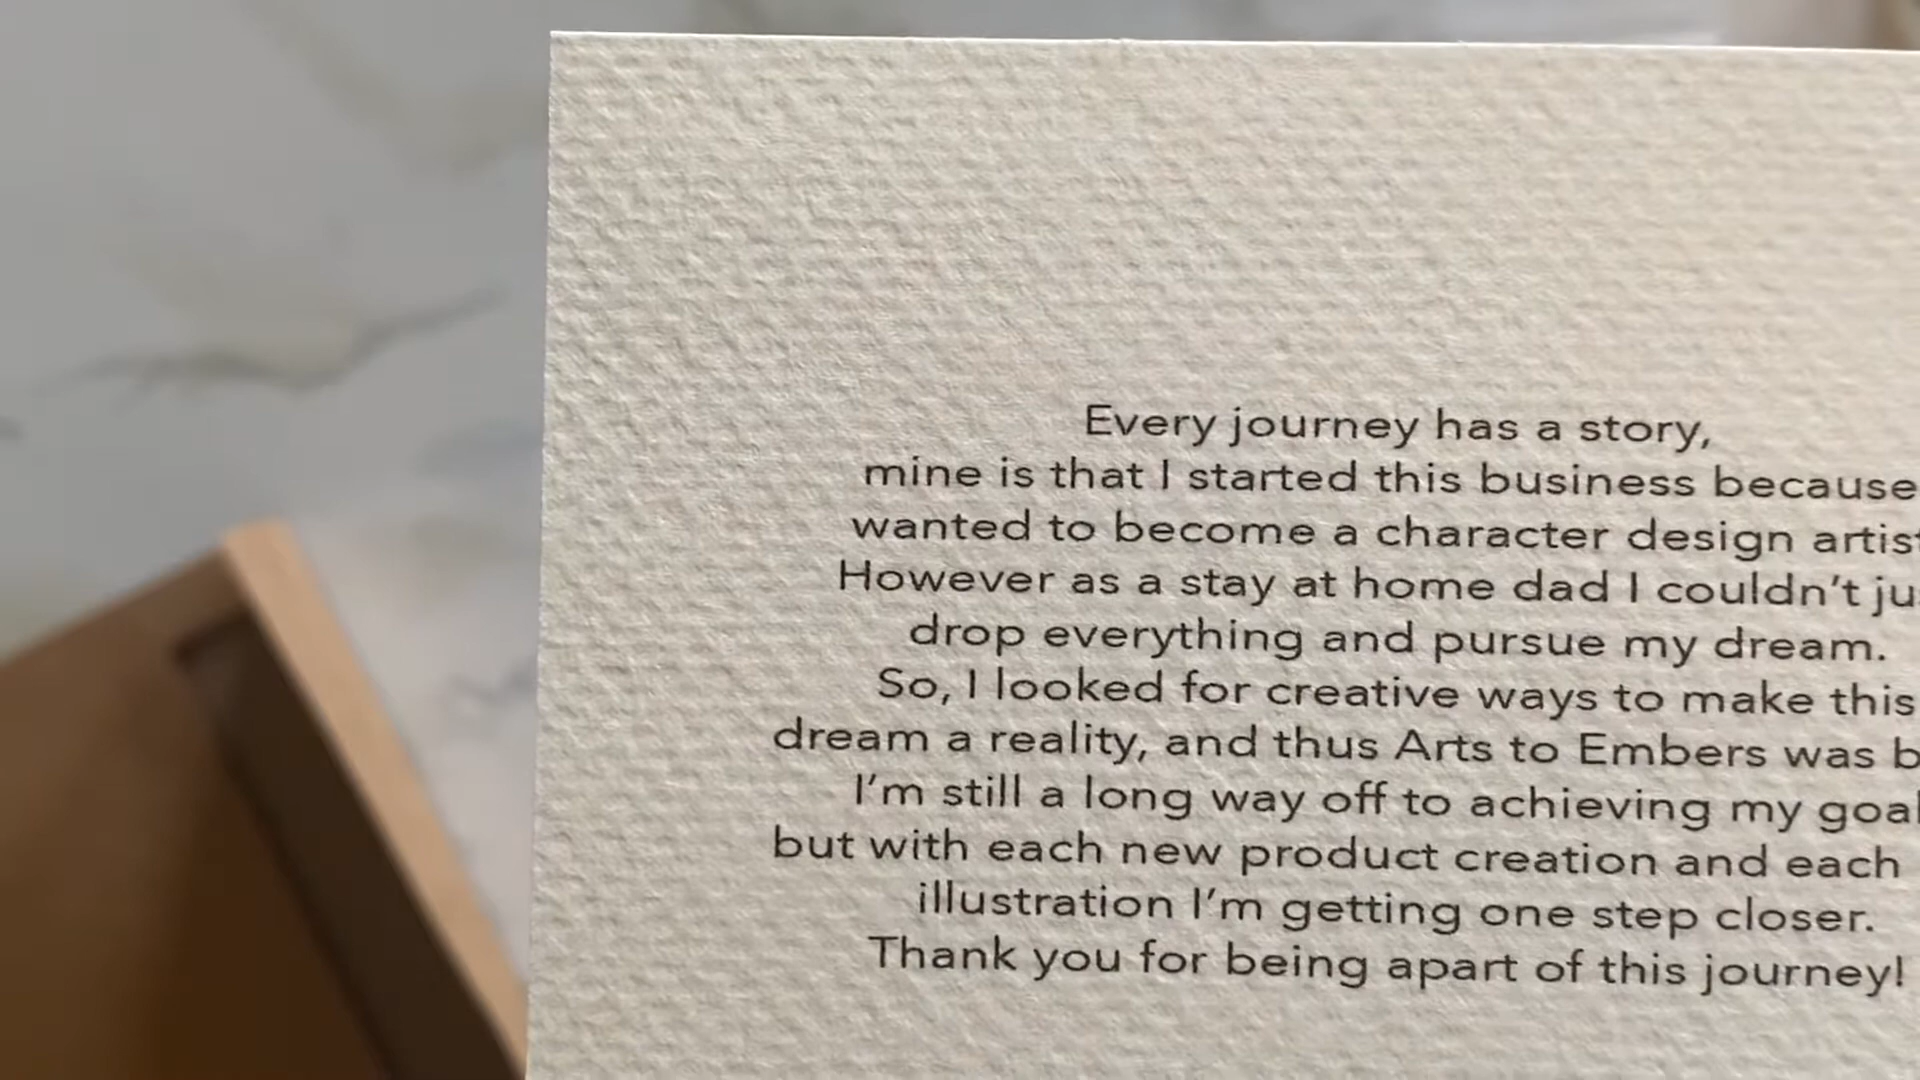 Every journey has a story,
mine is that I started this business because
wanted to become a character design artist
However as a stay at home dad I couldn't
drop everything and pursue my dream.
So, I looked for creative ways to make this
dream a reality, and thus Arts to Embers was
I'm still a long way off to achieving my goal
but with each new product creation and each
illustration I'm getting one step closer.
Thank you for being apart of this journey!